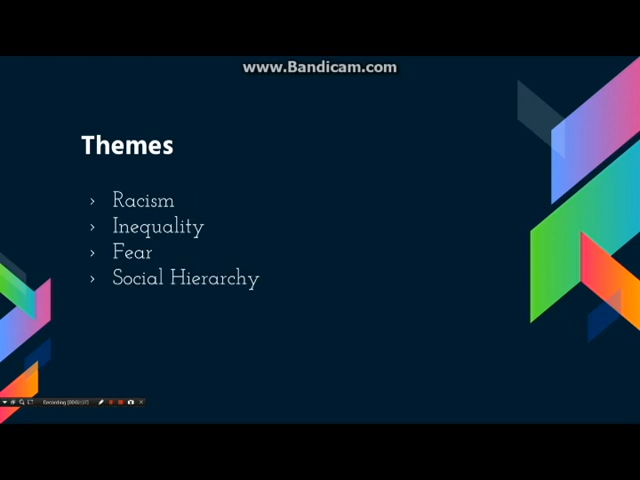 www.Bandicam.com
Themes
› Racism
› Inequality
› Fear
› Social Hierarchy